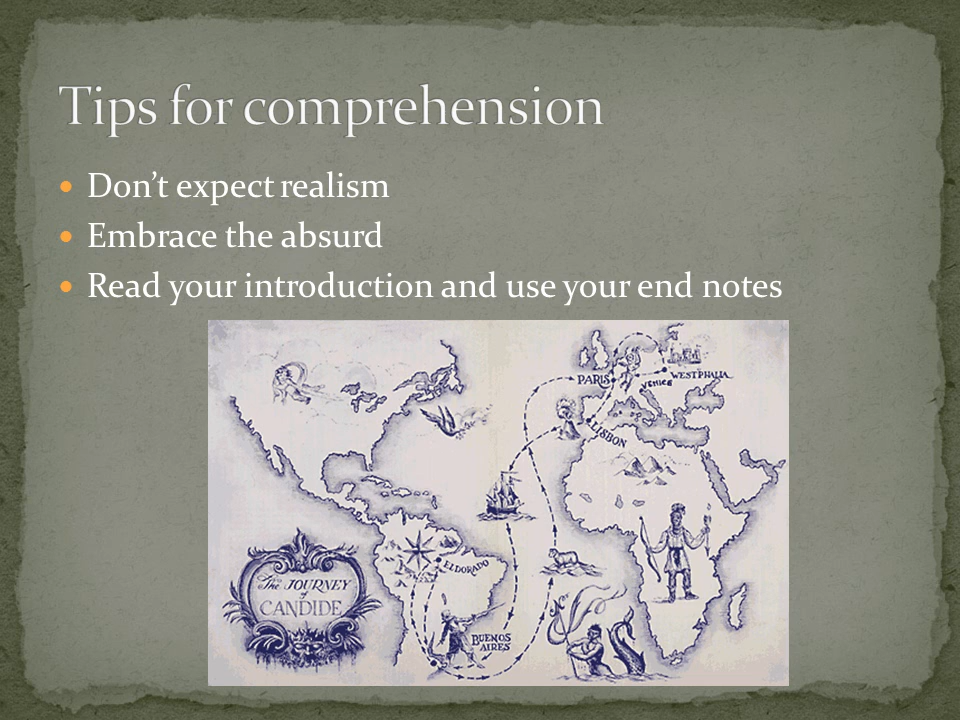 Tips for comprehension
Don’t expect realism
Embrace the absurd
Read your introduction and use your end notes
PARIS
WESTPHALIA
VENICE
LISBON
ELDORADO
BUENOS
AIRES
The JOURNEY
of
CANDIDE